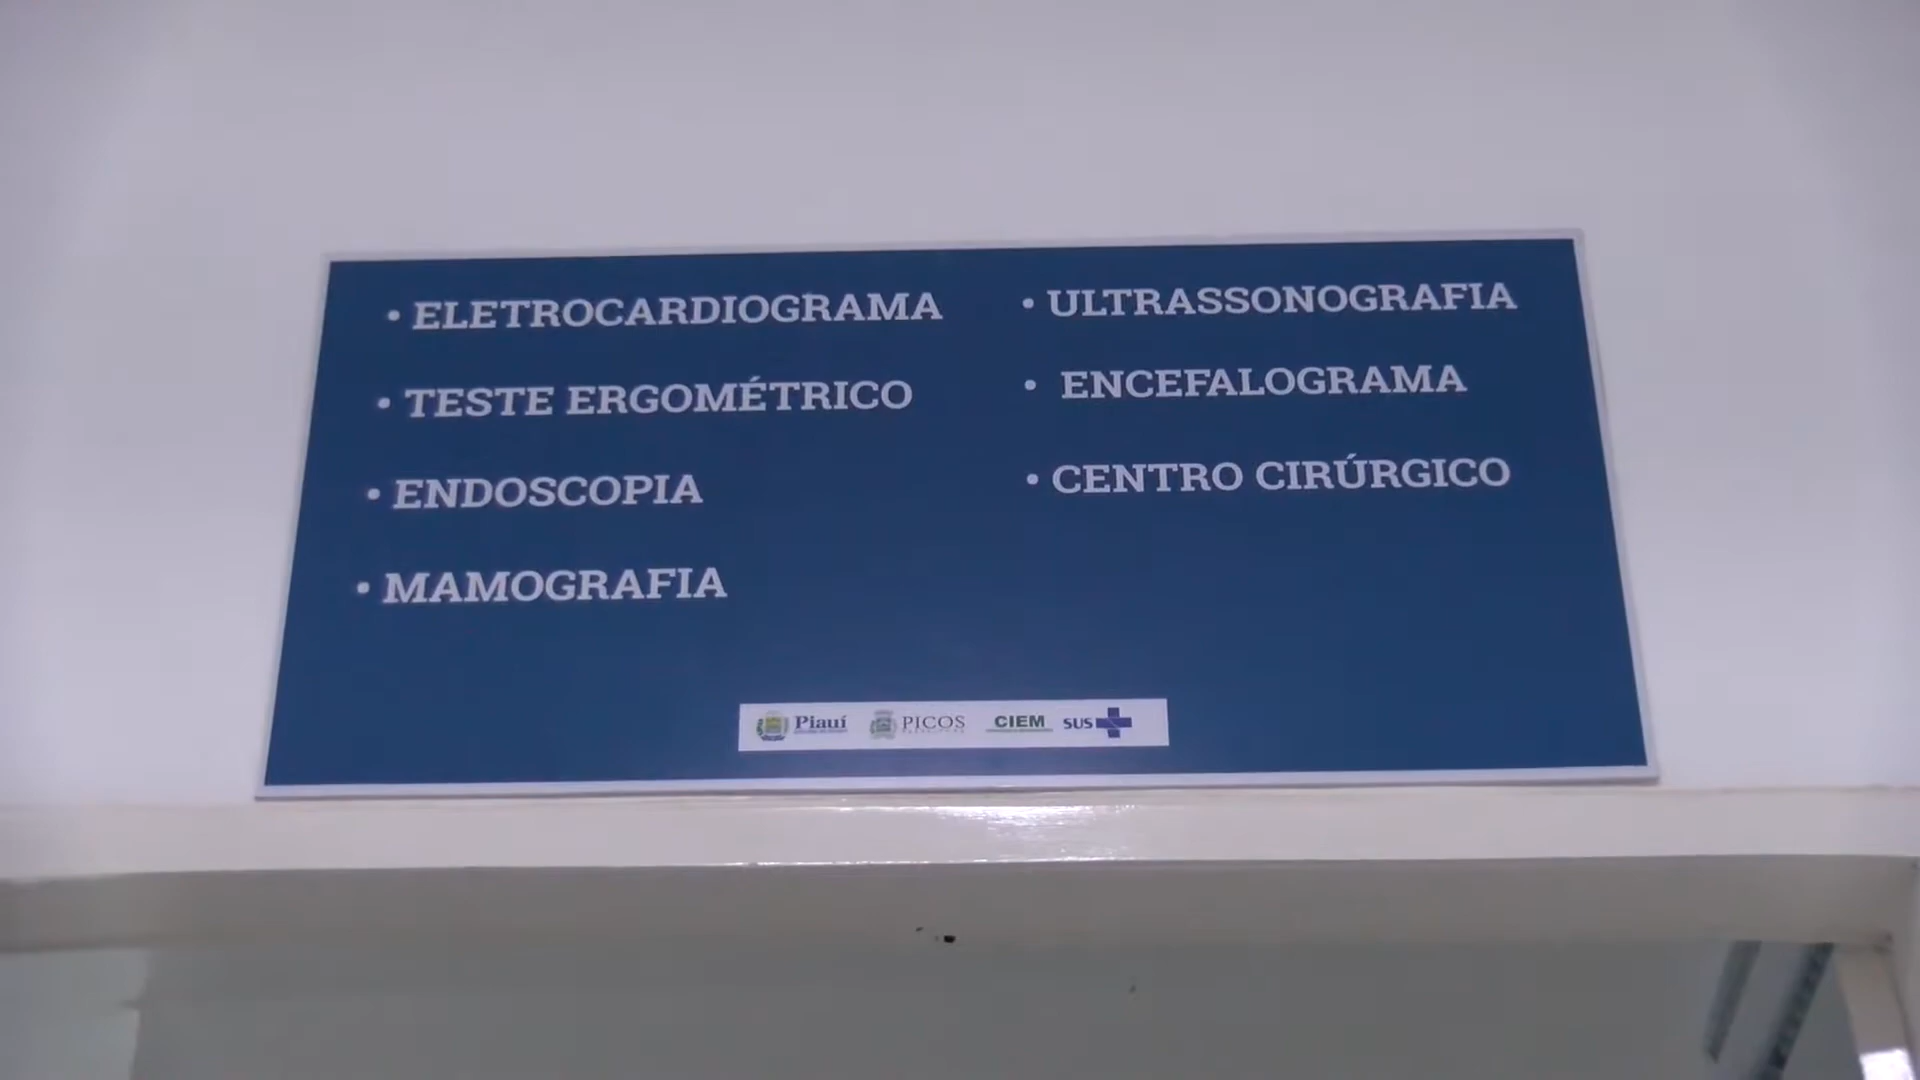 • ELETROCARDIOGRAMA
• TESTE ERGOMÉTRICO
• ENDOSCOPIA
• MAMOGRAFIA
• ULTRASSONOGRAFIA
• ENCEFALOGRAMA
• CENTRO CIRÚRGICO
Piauí PICOS CIEM SUS